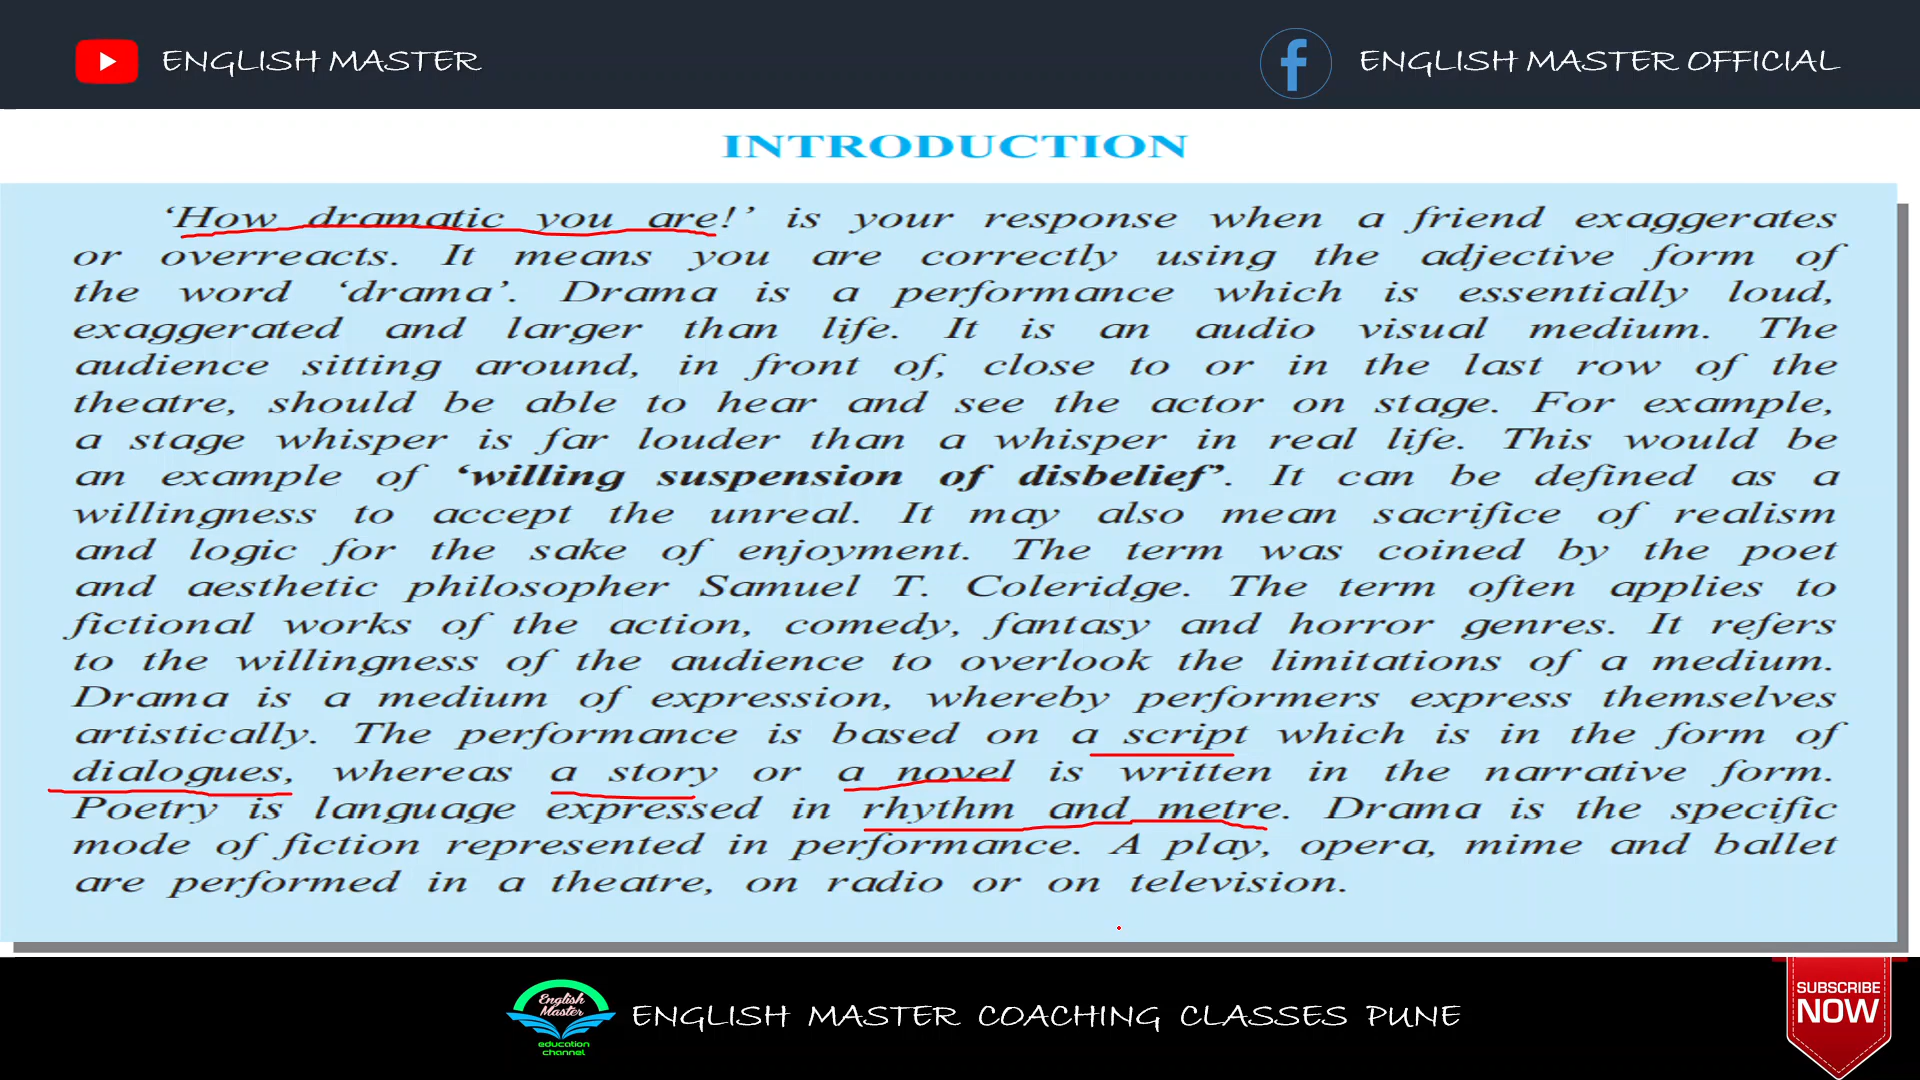 ENGLISH MASTER
ENGLISH MASTER OFFICIAL
INTRODUCTION
‘How dramatic you are!’ is your response when a friend exaggerates
or overreacts. It means you are correctly using the adjective form of
the word ‘drama’. Drama is a performance which is essentially loud,
exaggerated and larger than life. It is an audio visual medium. The
audience sitting around, in front of, close to or in the last row of the
theatre, should be able to hear and see the actor on stage. For example,
a stage whisper is far louder than a whisper in real life. This would be
an example of ‘willing suspension of disbelief’. It can be defined as a
willingness to accept the unreal. It may also mean sacrifice of realism
and logic for the sake of enjoyment. The term was coined by the poet
and aesthetic philosopher Samuel T. Coleridge. The term often applies to
fictional works of the action, comedy, fantasy and horror genres. It refers
to the willingness of the audience to overlook the limitations of a medium.
Drama is a medium of expression, whereby performers express themselves
artistically. The performance is based on a script which is in the form of
dialogues, whereas a story or a novel is written in the narrative form.
Poetry is language expressed in rhythm and metre. Drama is the specific
mode of fiction represented in performance. A play, opera, mime and ballet
are performed in a theatre, on radio or on television.
English
Master
education
channel
ENGLISH MASTER COACHING CLASSES PUNE
SUBSCRIBE
NOW